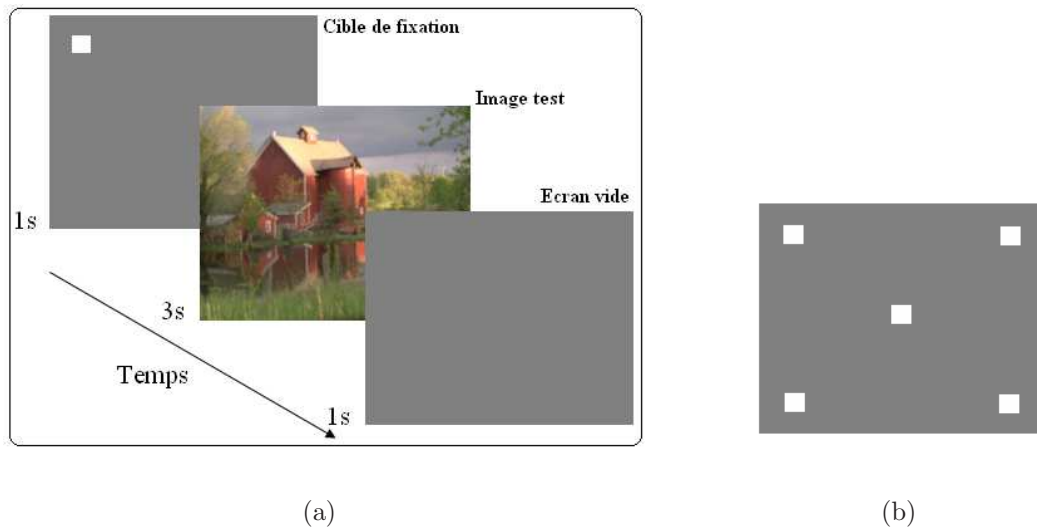 Cible de fixation
Image test
Ecran vide
1s
3s
Temps
1s
(a)
(b)